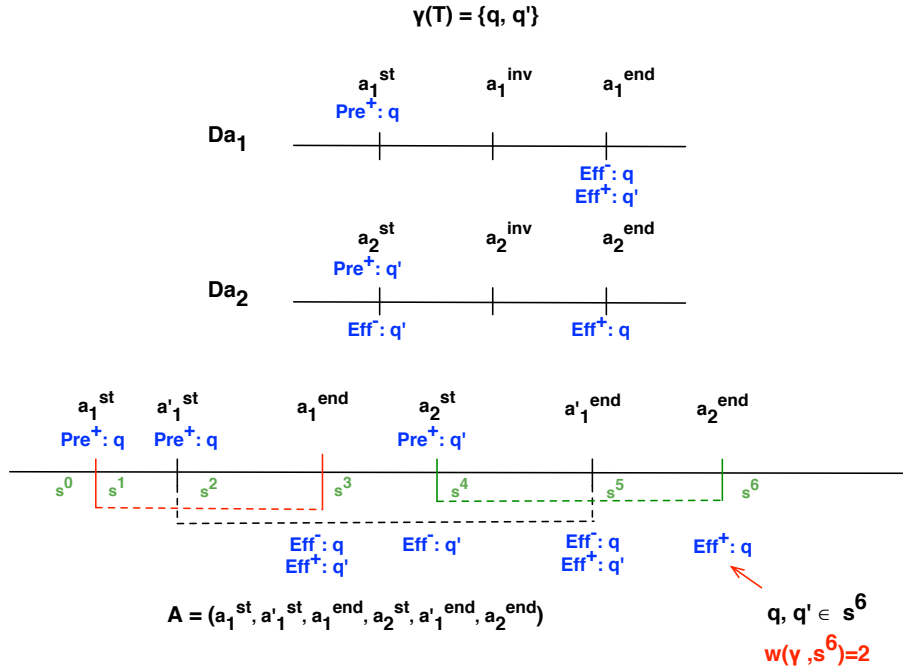 γ(T) = {q, q'}
a₁ˢᵗ a₁ⁱⁿᵛ a₁ᵉⁿᵈ
Pre⁺: q
Da₁
Eff⁻: q
Eff⁺: q'
a₂ˢᵗ a₂ⁱⁿᵛ a₂ᵉⁿᵈ
Pre⁺: q'
Da₂
Eff⁻: q' Eff⁺: q
a₁ˢᵗ a'₁ˢᵗ a₁ᵉⁿᵈ a₂ˢᵗ a'₁ᵉⁿᵈ a₂ᵉⁿᵈ
Pre⁺: q Pre⁺: q Pre⁺: q'
s⁰ s¹ s² s³ s⁴ s⁵ s⁶
Eff⁻: q Eff⁻: q' Eff⁻: q Eff⁺: q
Eff⁺: q' Eff⁺: q'
A = (a₁ˢᵗ, a'₁ˢᵗ, a₁ᵉⁿᵈ, a₂ˢᵗ, a'₁ᵉⁿᵈ, a₂ᵉⁿᵈ)
q, q' ∈ s⁶
w(γ ,s⁶)=2